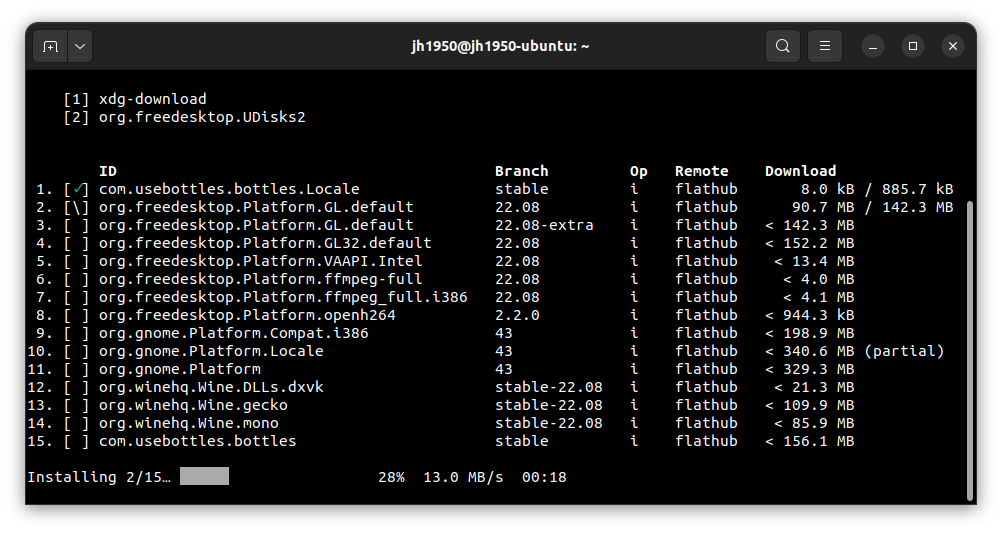 jh1950@jh1950-ubuntu: ~
[1] xdg-download
[2] org.freedesktop.UDisks2
ID Branch Op Remote Download
1. [✓] com.usebottles.bottles.Locale stable i flathub 8.0 kB / 885.7 kB
2. [\] org.freedesktop.Platform.GL.default 22.08 i flathub 90.7 MB / 142.3 MB
3. [ ] org.freedesktop.Platform.GL.default 22.08-extra i flathub < 142.3 MB
4. [ ] org.freedesktop.Platform.GL32.default 22.08 i flathub < 152.2 MB
5. [ ] org.freedesktop.Platform.VAAPI.Intel 22.08 i flathub < 13.4 MB
6. [ ] org.freedesktop.Platform.ffmpeg-full 22.08 i flathub < 4.0 MB
7. [ ] org.freedesktop.Platform.ffmpeg_full.i386 22.08 i flathub < 4.1 MB
8. [ ] org.freedesktop.Platform.openh264 2.2.0 i flathub < 944.3 kB
9. [ ] org.gnome.Platform.Compat.i386 43 i flathub < 198.9 MB
10. [ ] org.gnome.Platform.Locale 43 i flathub < 340.6 MB (partial)
11. [ ] org.gnome.Platform 43 i flathub < 329.3 MB
12. [ ] org.winehq.Wine.DLLs.dxvk stable-22.08 i flathub < 21.3 MB
13. [ ] org.winehq.Wine.gecko stable-22.08 i flathub < 109.9 MB
14. [ ] org.winehq.Wine.mono stable-22.08 i flathub < 85.9 MB
15. [ ] com.usebottles.bottles stable i flathub < 156.1 MB
Installing 2/15… 28% 13.0 MB/s 00:18